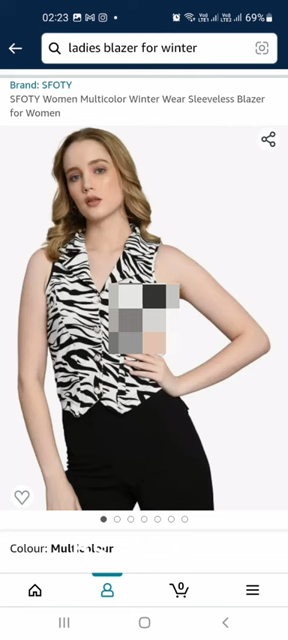 02:23 69%
ladies blazer for winter
Brand: SFOTY
SFOTY Women Multicolor Winter Wear Sleeveless Blazer
for Women
Colour:
0